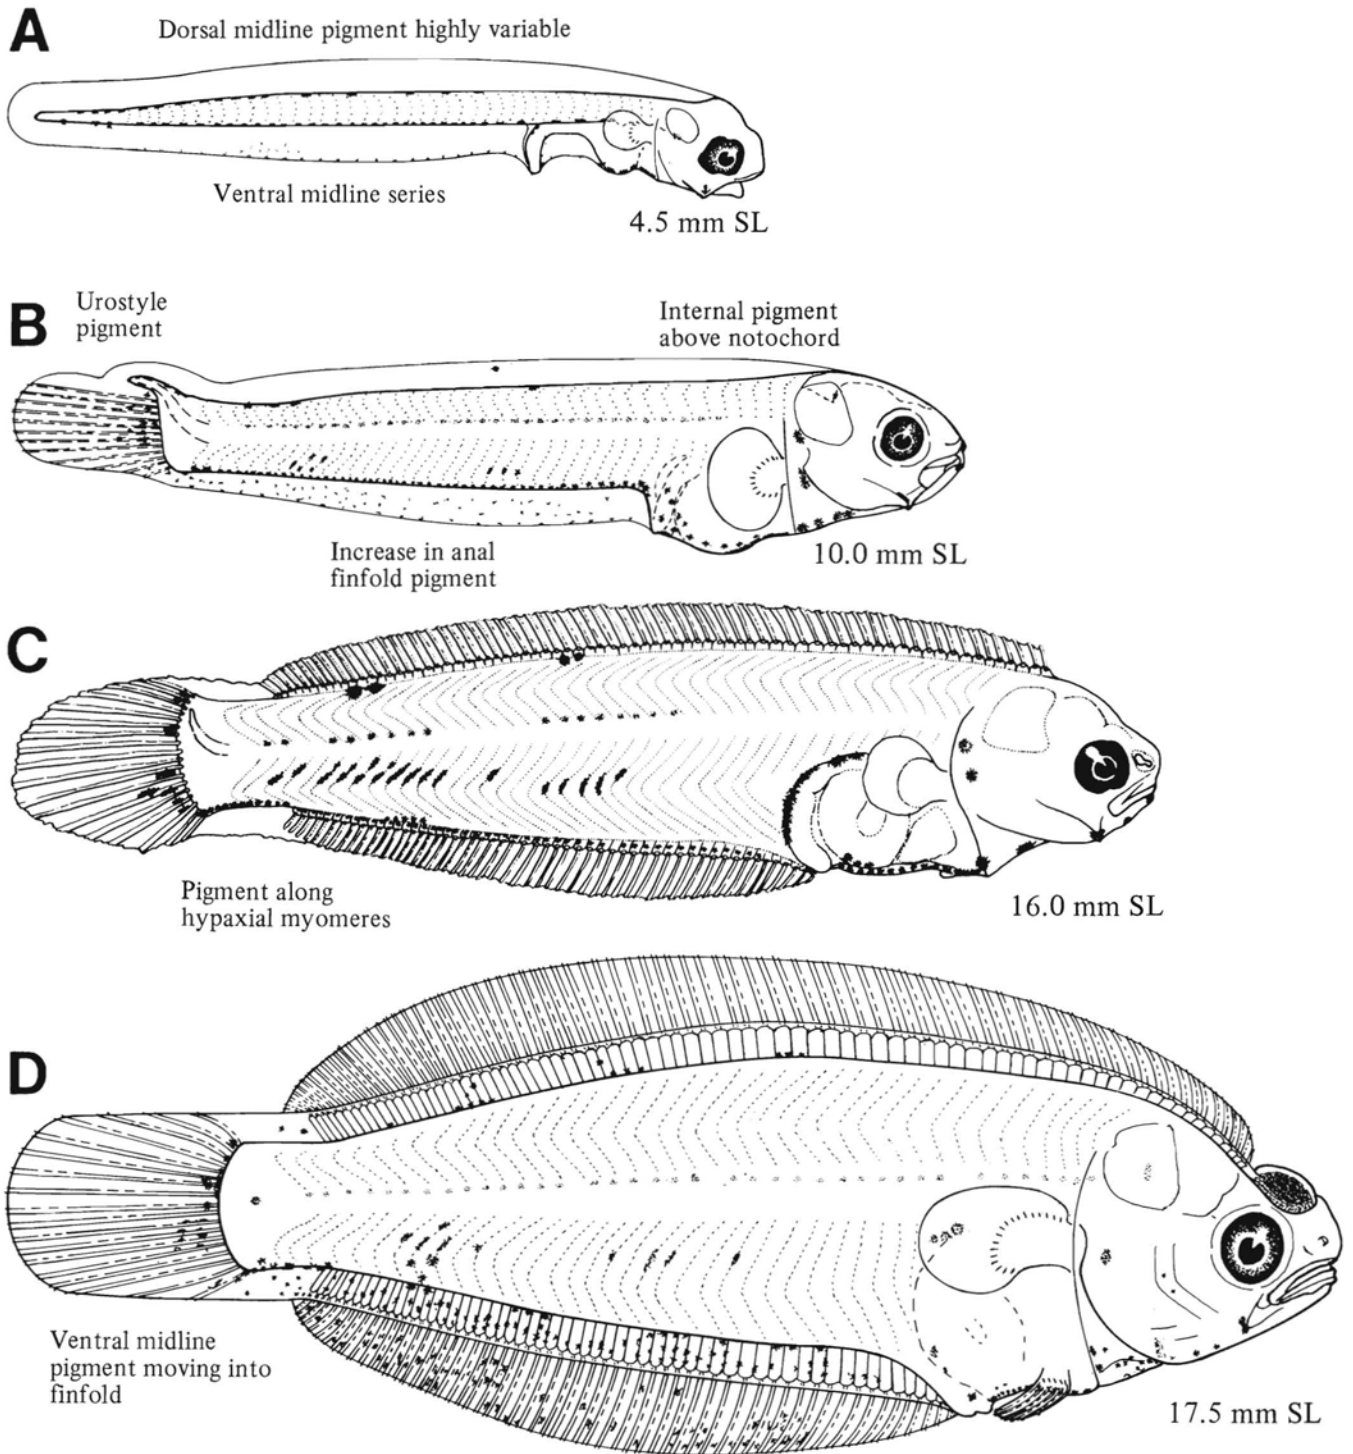 A
Dorsal midline pigment highly variable
Ventral midline series
4.5 mm SL
B
Urostyle
pigment
Internal pigment
above notochord
Increase in anal
finfold pigment
10.0 mm SL
C
Pigment along
hypaxial myomeres
16.0 mm SL
D
Ventral midline
pigment moving into
finfold
17.5 mm SL